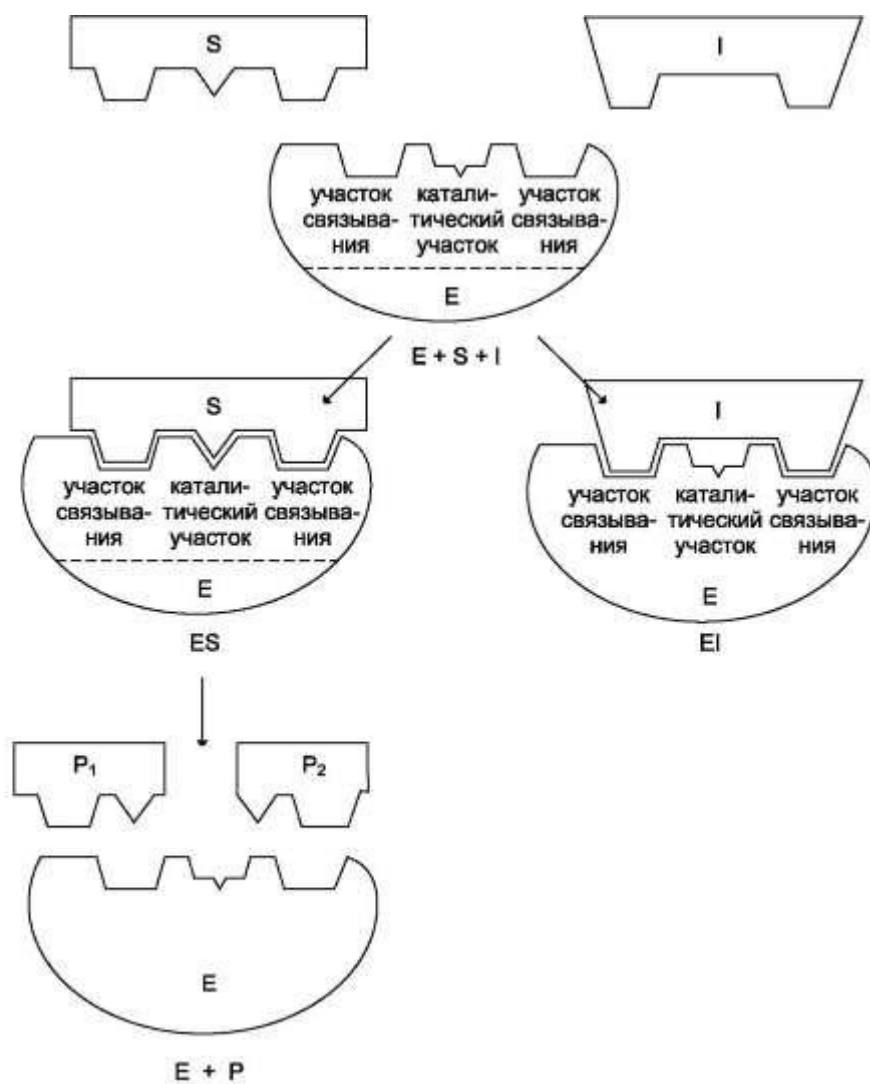 S
I
участок связыва- ния
катали- тический участок
участок связыва- ния
E
E + S + I
S
участок связыва- ния
катали- тический участок
участок связыва- ния
E
ES
I
участок связыва- ния
катали- тический участок
участок связыва- ния
E
EI
P₁
P₂
E
E + P